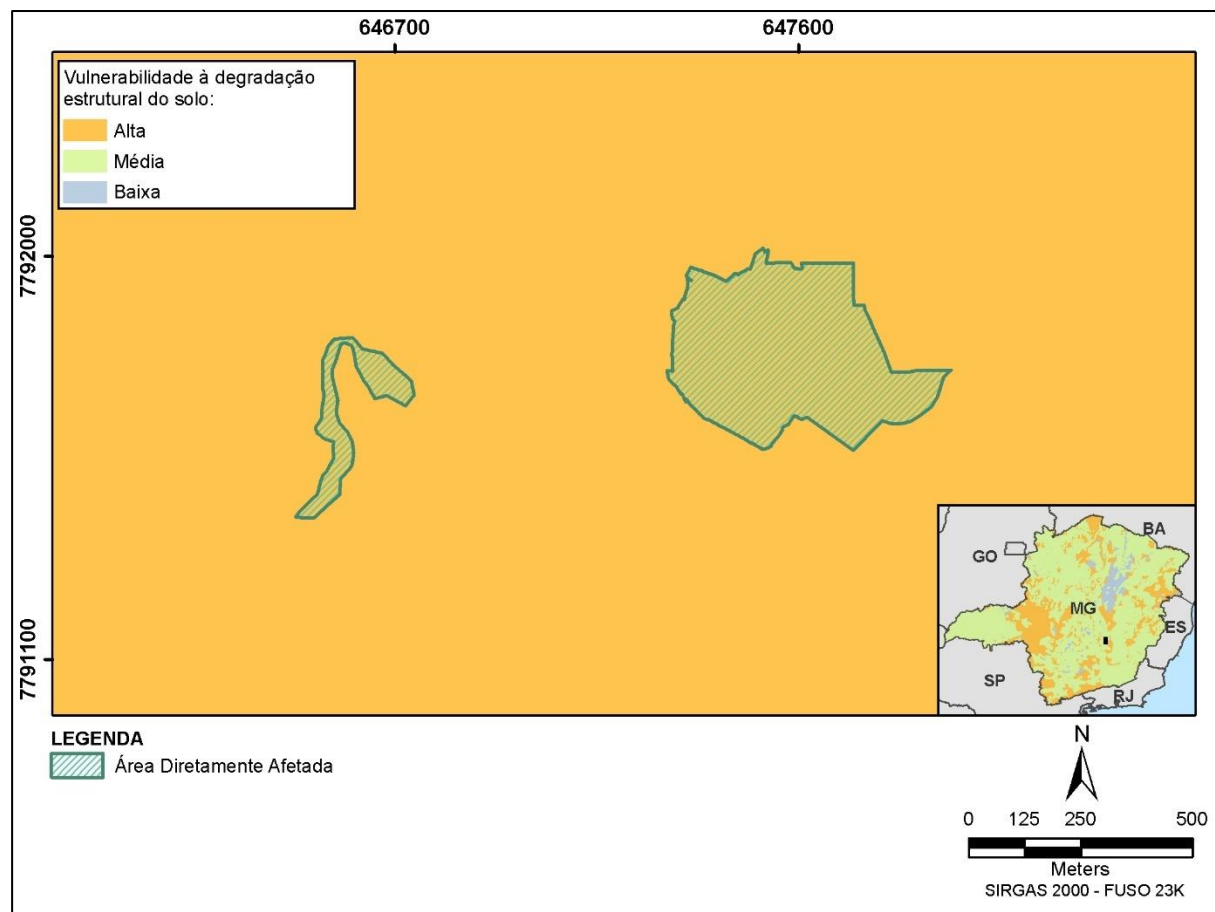 646700
647600
Vulnerabilidade à degradação
estrutural do solo:
Alta
Média
Baixa
7792000
7791100
BA
GO
MG
ES
SP
RJ
LEGENDA
Área Diretamente Afetada
N
0 125 250 500
Meters
SIRGAS 2000 - FUSO 23K